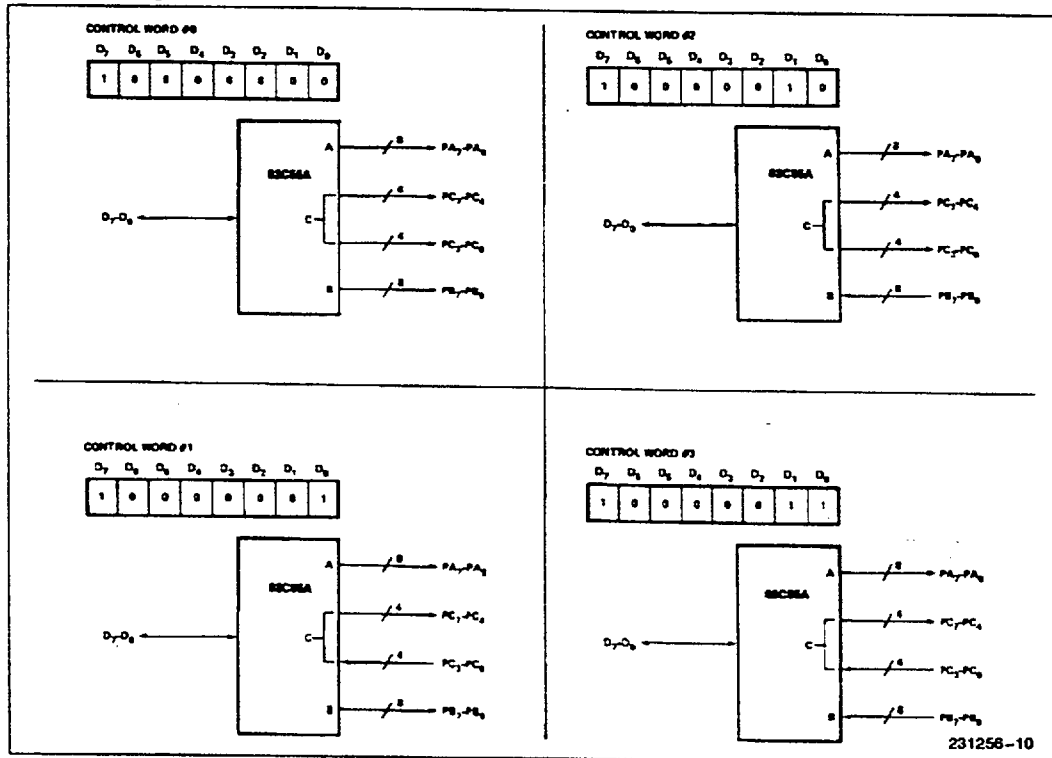 CONTROL WORD #0
D7 D6 D5 D4 D3 D2 D1 D0
1 0 0 0 0 0 0 0
82C55A
A 8 PA7-PA0
4 PC7-PC4
D7-D0 C
4 PC3-PC0
B 8 PB7-PB0
CONTROL WORD #2
D7 D6 D5 D4 D3 D2 D1 D0
1 0 0 0 0 0 1 0
82C55A
A 8 PA7-PA0
4 PC7-PC4
D7-D0 C
4 PC3-PC0
B 8 PB7-PB0
CONTROL WORD #1
D7 D6 D5 D4 D3 D2 D1 D0
1 0 0 0 0 0 0 1
82C55A
A 8 PA7-PA0
4 PC7-PC4
D7-D0 C
4 PC3-PC0
B 8 PB7-PB0
CONTROL WORD #3
D7 D6 D5 D4 D3 D2 D1 D0
1 0 0 0 0 0 1 1
82C55A
A 8 PA7-PA0
4 PC7-PC4
D7-D0 C
4 PC3-PC0
B 8 PB7-PB0
231256-10